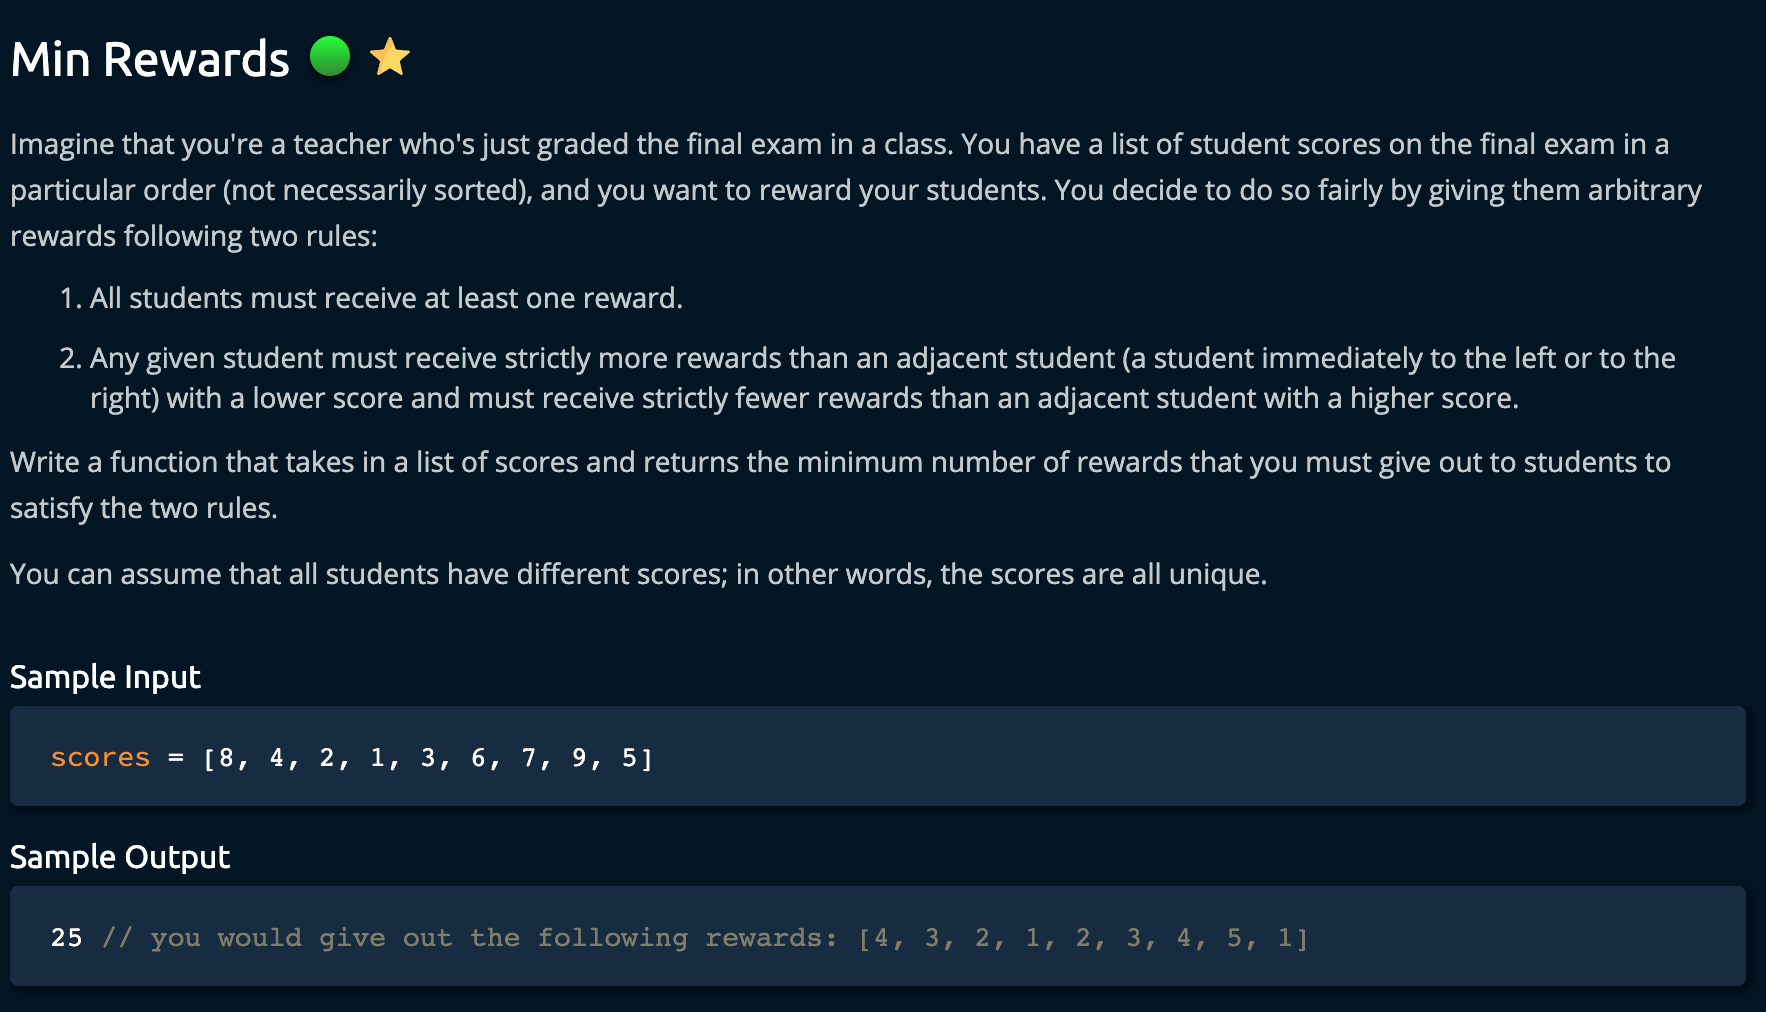 Min Rewards
Imagine that you're a teacher who's just graded the final exam in a class. You have a list of student scores on the final exam in a
particular order (not necessarily sorted), and you want to reward your students. You decide to do so fairly by giving them arbitrary
rewards following two rules:
1. All students must receive at least one reward.
2. Any given student must receive strictly more rewards than an adjacent student (a student immediately to the left or to the
right) with a lower score and must receive strictly fewer rewards than an adjacent student with a higher score.
Write a function that takes in a list of scores and returns the minimum number of rewards that you must give out to students to
satisfy the two rules.
You can assume that all students have different scores; in other words, the scores are all unique.
Sample Input
scores = [8, 4, 2, 1, 3, 6, 7, 9, 5]
Sample Output
25 // you would give out the following rewards: [4, 3, 2, 1, 2, 3, 4, 5, 1]